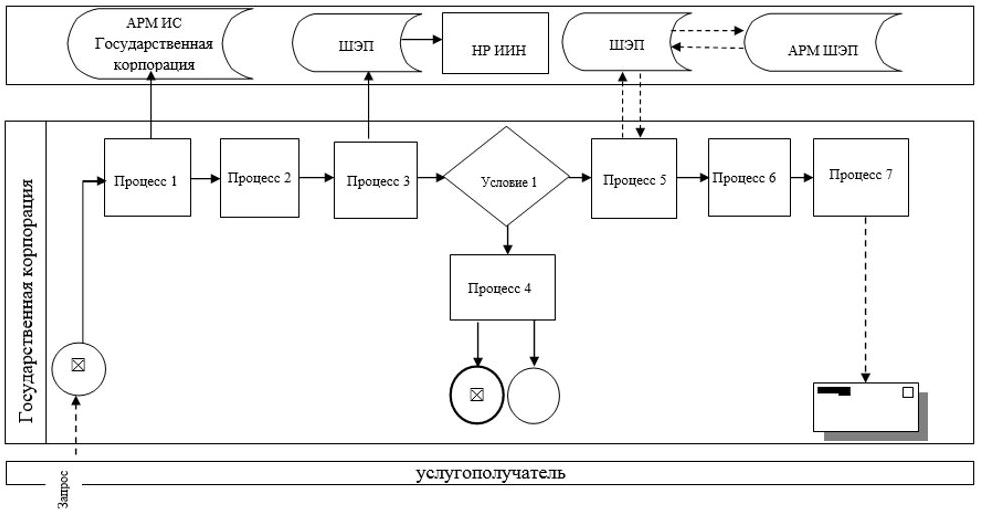 АРМ ИС
Государственная
корпорация
ШЭП
НР ИИН
ШЭП
АРМ ШЭП
Государственная корпорация
Процесс 1
Процесс 2
Процесс 3
Условие 1
Процесс 5
Процесс 6
Процесс 7
Процесс 4
Запрос
услугополучатель